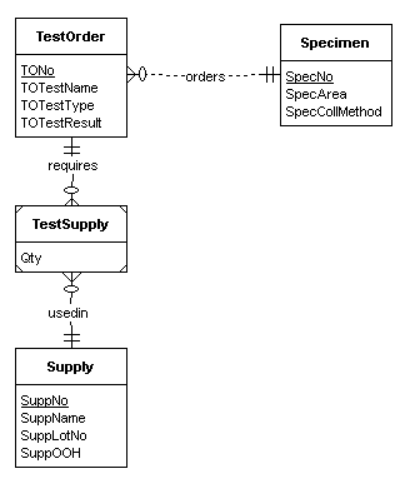 TestOrder
TONo
TOTestName
TOTestType
TOTestResult
orders
Specimen
SpecNo
SpecArea
SpecCollMethod
requires
TestSupply
Qty
usedin
Supply
SuppNo
SuppName
SuppLotNo
SuppOOH